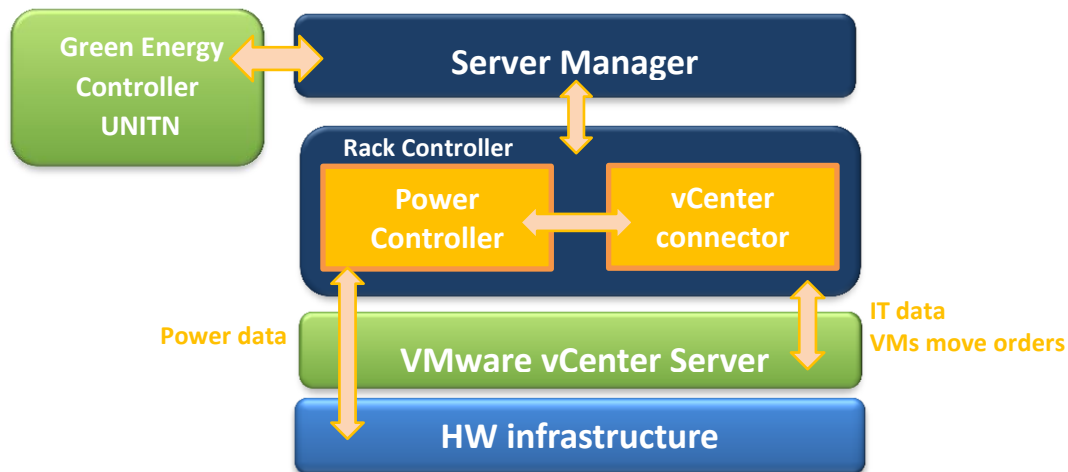 Green Energy
Controller
UNITN
Server Manager
Rack Controller
Power
Controller
vCenter
connector
Power data
IT data
VMs move orders
VMware vCenter Server
HW infrastructure